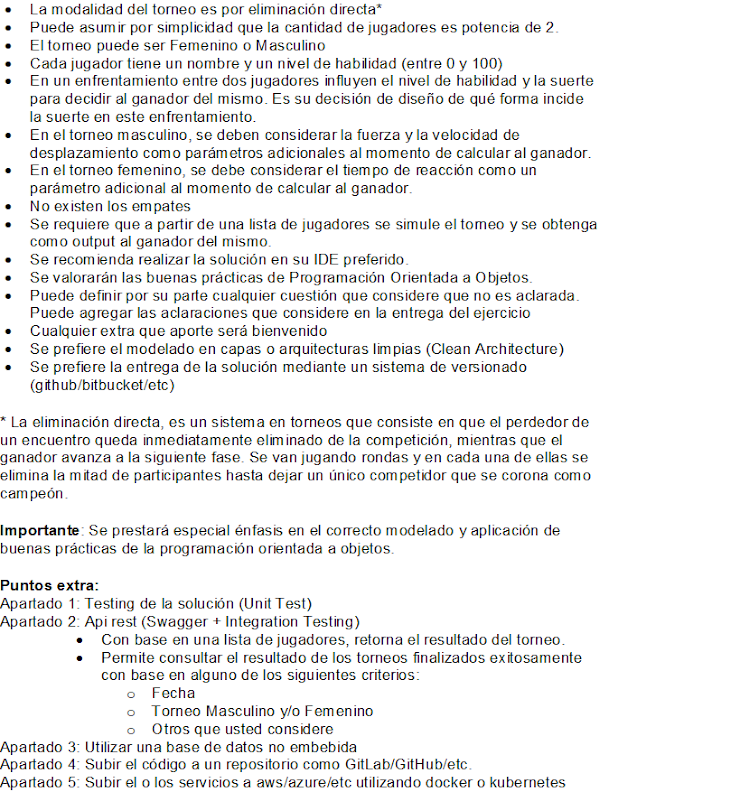 • La modalidad del torneo es por eliminación directa*
• Puede asumir por simplicidad que la cantidad de jugadores es potencia de 2.
• El torneo puede ser Femenino o Masculino
• Cada jugador tiene un nombre y un nivel de habilidad (entre 0 y 100)
• En un enfrentamiento entre dos jugadores influyen el nivel de habilidad y la suerte
para decidir al ganador del mismo. Es su decisión de diseño de qué forma incide
la suerte en este enfrentamiento.
• En el torneo masculino, se deben considerar la fuerza y la velocidad de
desplazamiento como parámetros adicionales al momento de calcular al ganador.
• En el torneo femenino, se debe considerar el tiempo de reacción como un
parámetro adicional al momento de calcular al ganador.
• No existen los empates
• Se requiere que a partir de una lista de jugadores se simule el torneo y se obtenga
como output al ganador del mismo.
• Se recomienda realizar la solución en su IDE preferido.
• Se valorarán las buenas prácticas de Programación Orientada a Objetos.
• Puede definir por su parte cualquier cuestión que considere que no es aclarada.
Puede agregar las aclaraciones que considere en la entrega del ejercicio
• Cualquier extra que aporte será bienvenido
• Se prefiere el modelado en capas o arquitecturas limpias (Clean Architecture)
• Se prefiere la entrega de la solución mediante un sistema de versionado
(github/bitbucket/etc)
* La eliminación directa, es un sistema en torneos que consiste en que el perdedor de
un encuentro queda inmediatamente eliminado de la competición, mientras que el
ganador avanza a la siguiente fase. Se van jugando rondas y en cada una de ellas se
elimina la mitad de participantes hasta dejar un único competidor que se corona como
campeón.
Importante: Se prestará especial énfasis en el correcto modelado y aplicación de
buenas prácticas de la programación orientada a objetos.
Puntos extra:
Apartado 1: Testing de la solución (Unit Test)
Apartado 2: Api rest (Swagger + Integration Testing)
• Con base en una lista de jugadores, retorna el resultado del torneo.
• Permite consultar el resultado de los torneos finalizados exitosamente
con base en alguno de los siguientes criterios:
o Fecha
o Torneo Masculino y/o Femenino
o Otros que usted considere
Apartado 3: Utilizar una base de datos no embebida
Apartado 4: Subir el código a un repositorio como GitLab/GitHub/etc.
Apartado 5: Subir el o los servicios a aws/azure/etc utilizando docker o kubernetes